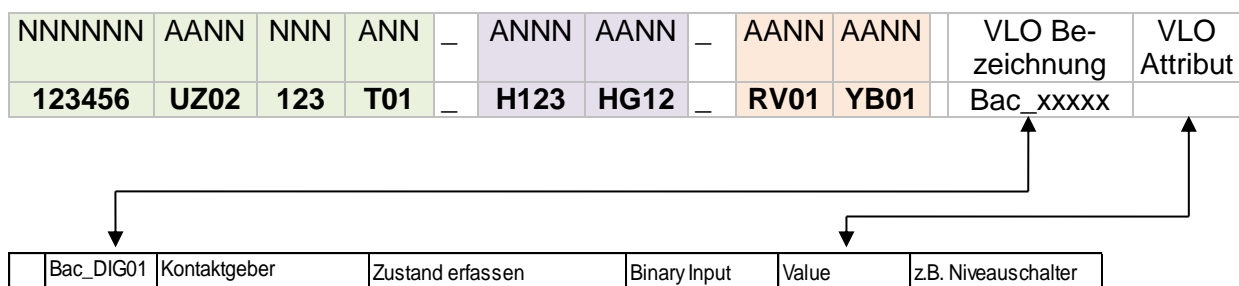 NNNNNN AANN NNN ANN _ ANNN AANN _ AANN AANN VLO Be-
zeichnung VLO
Attribut
123456 UZ02 123 T01 _ H123 HG12 _ RV01 YB01 Bac_xxxxx
Bac_DIG01 Kontaktgeber Zustand erfassen Binary Input Value z.B. Niveauschalter